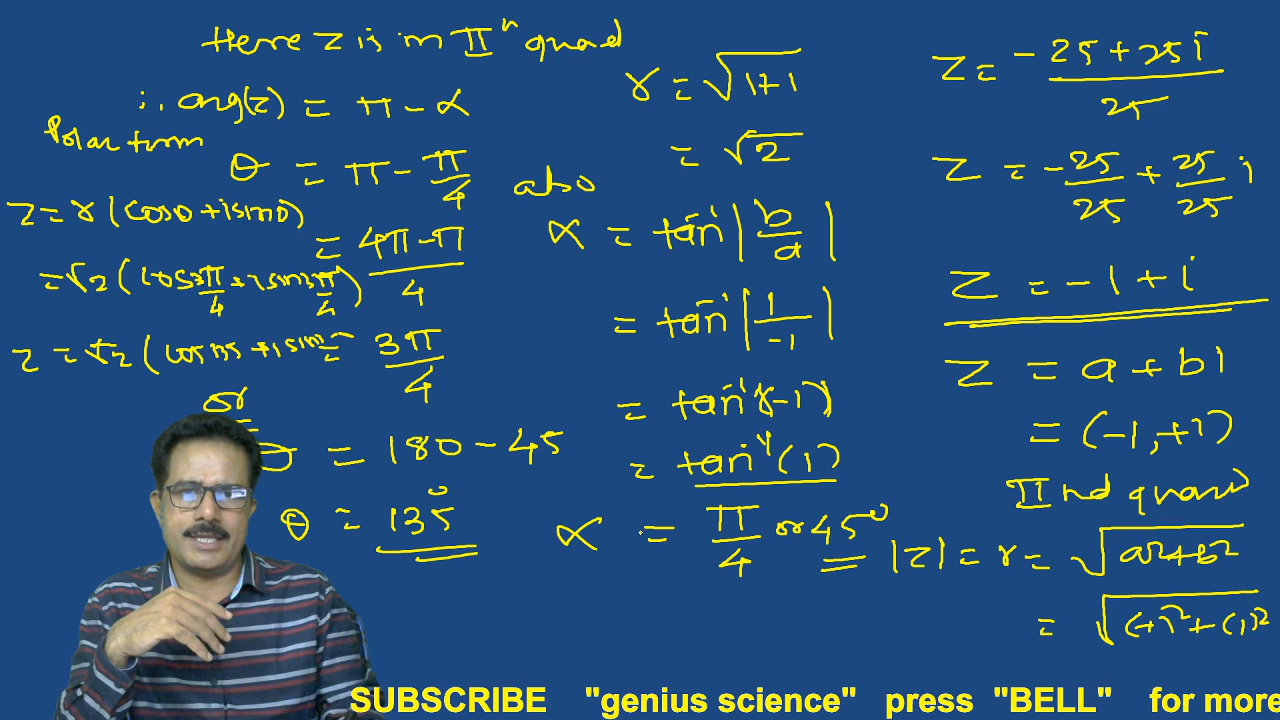 Here z is in IIⁿ quad
∴ arg(z) = π - α
Polar form
θ = π - π/4
z = r (cosθ + i sinθ)
= 4π - π/4
= √2 (cos 3π/4 + i sin 3π/4)
= 3π/4
z = √2 (cos 135 + i sin
or
θ = 180 - 45
θ = 135°
r = √1+1
= √2
also
α = tan⁻¹ |b/a|
= tan⁻¹ |1/-1|
= tan⁻¹ |-1|
= tan⁻¹ (1)
α = π/4 or 45°
z = -25 + 25i/25
z = -25/25 + 25/25 i
z = -1 + i
z = a + bi
= (-1, +1)
II nd quad
|z| = r = √a² + b²
= √(-1)² + (1)²
SUBSCRIBE "genius science" press "BELL" for more